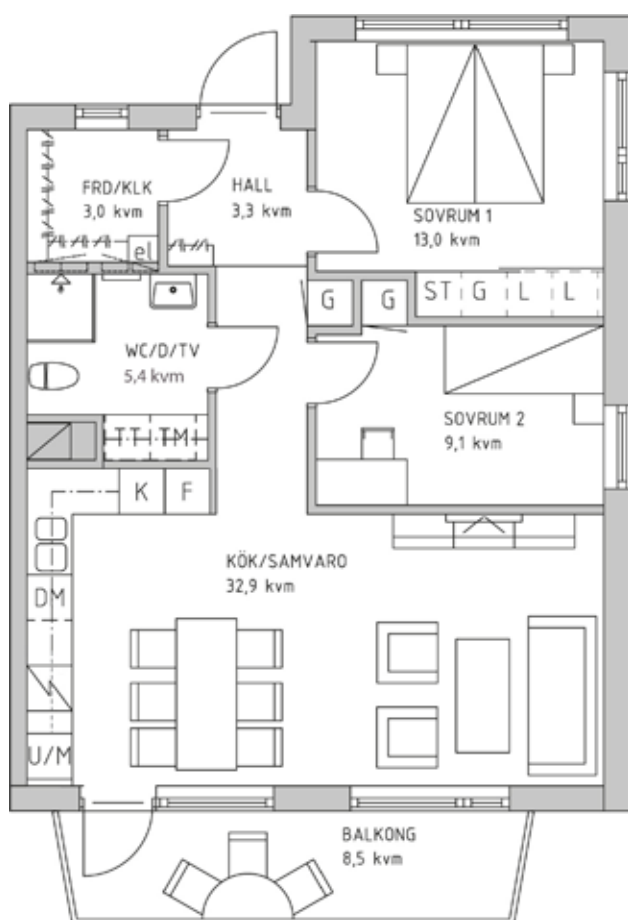 FRD/KLK
3,0 kvm
HALL
3,3 kvm
SOVRUM 1
13,0 kvm
el
G
G
ST G L L
WC/D/TV
5,4 kvm
SOVRUM 2
9,1 kvm
TT TM
K F
KÖK/SAMVARO
32,9 kvm
DM
U/M
BALKONG
8,5 kvm